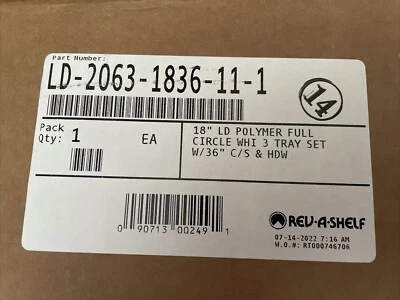 Part Number:
LD-2063-1836-11-1
14
Pack
Qty: 1 EA
18" LD POLYMER FULL
CIRCLE WHI 3 TRAY SET
W/36" C/S & HDW
0 90713 00249 1
REV-A-SHELF
07-14-2022 7:16 AM
W.O.#: RT000746706